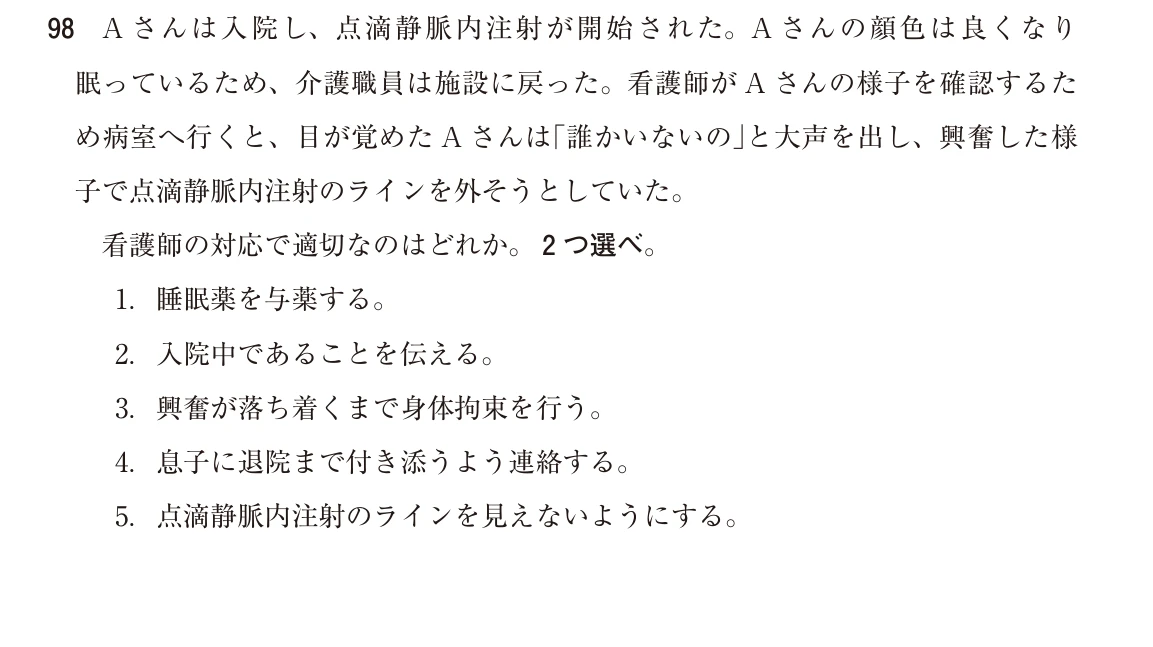 98 Aさんは入院し、点滴静脈内注射が開始された。Aさんの顔色は良くなり
眠っているため、介護職員は施設に戻った。看護師が A さんの様子を確認するた
め病室へ行くと、目が覚めた A さんは「誰かいないの」と大声を出し、興奮した様
子で点滴静脈内注射のラインを外そうとしていた。
看護師の対応で適切なのはどれか。 2 つ選べ。
1. 睡眠薬を与薬する。
2. 入院中であることを伝える。
3. 興奮が落ち着くまで身体拘束を行う。
4. 息子に退院まで付き添うよう連絡する。
5. 点滴静脈内注射のラインを見えないようにする。